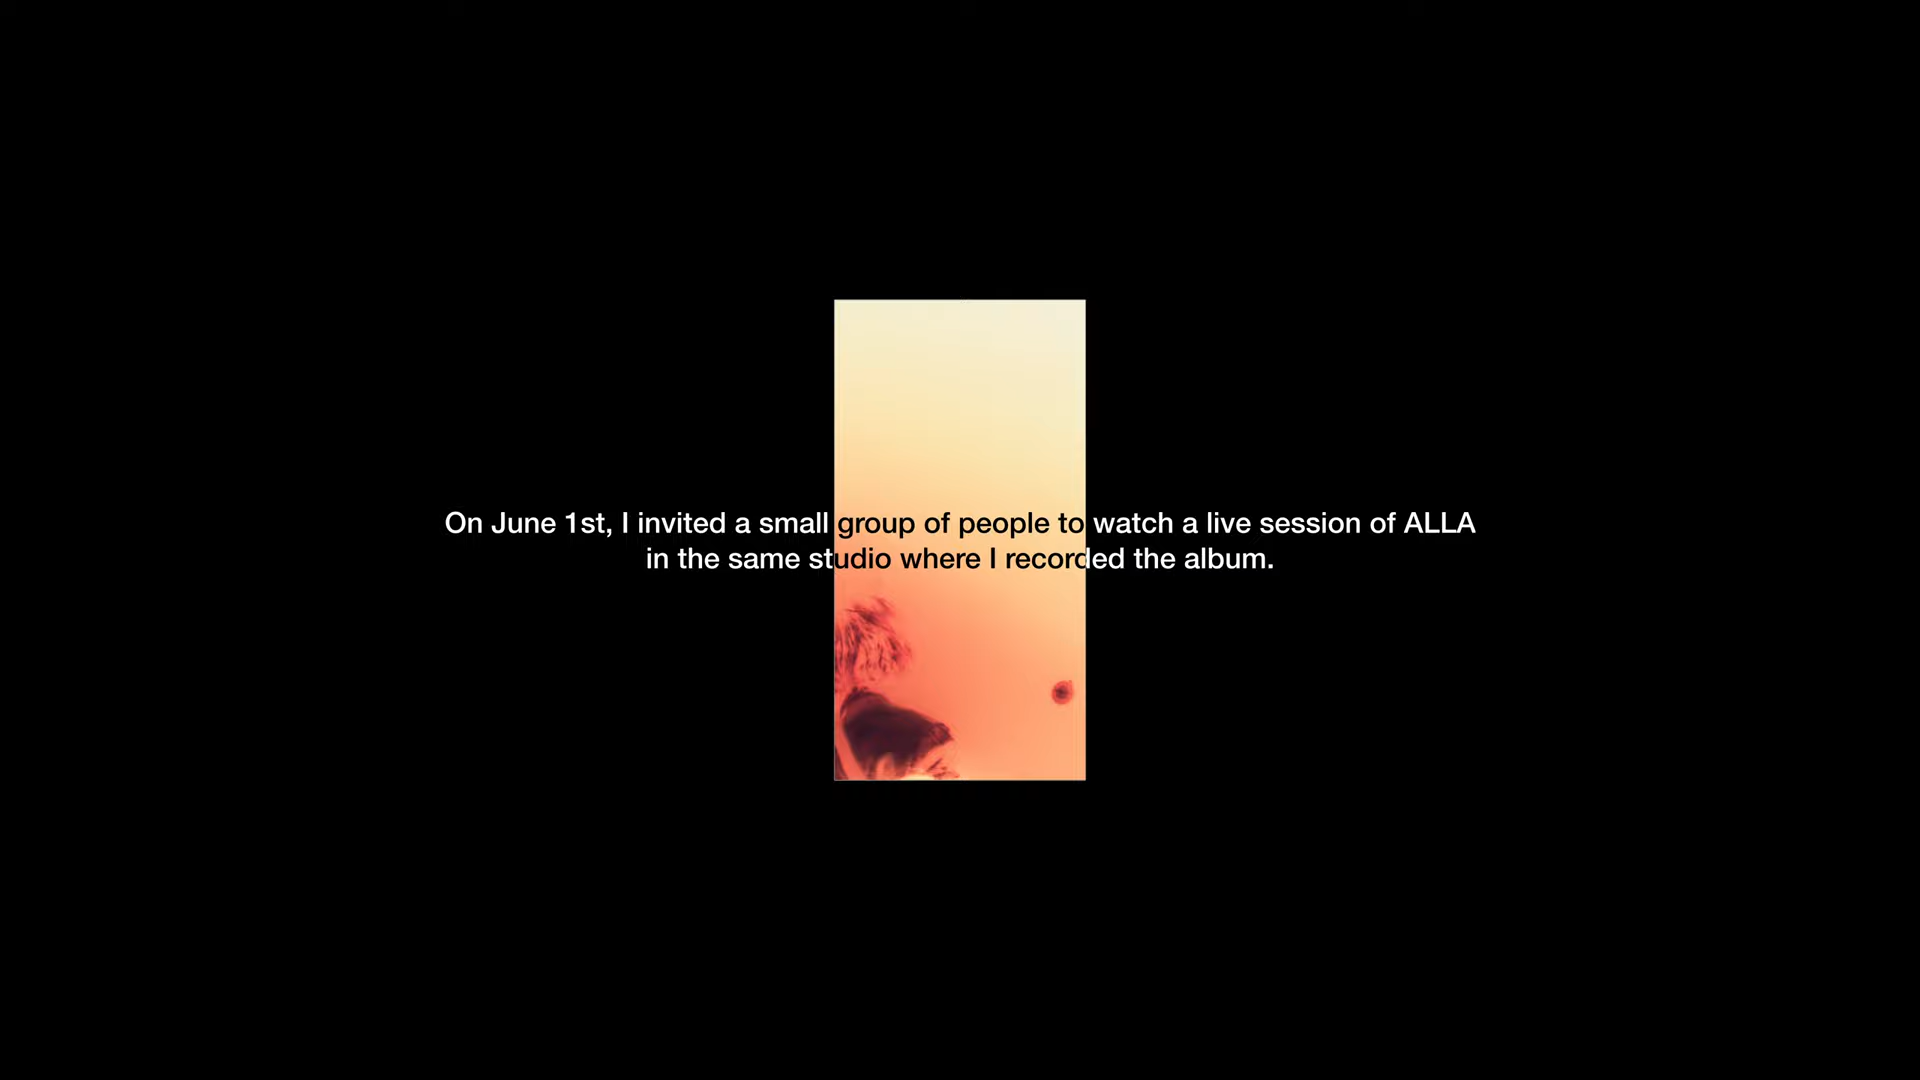 On June 1st, I invited a small group of people to watch a live session of ALLA
in the same studio where I recorded the album.